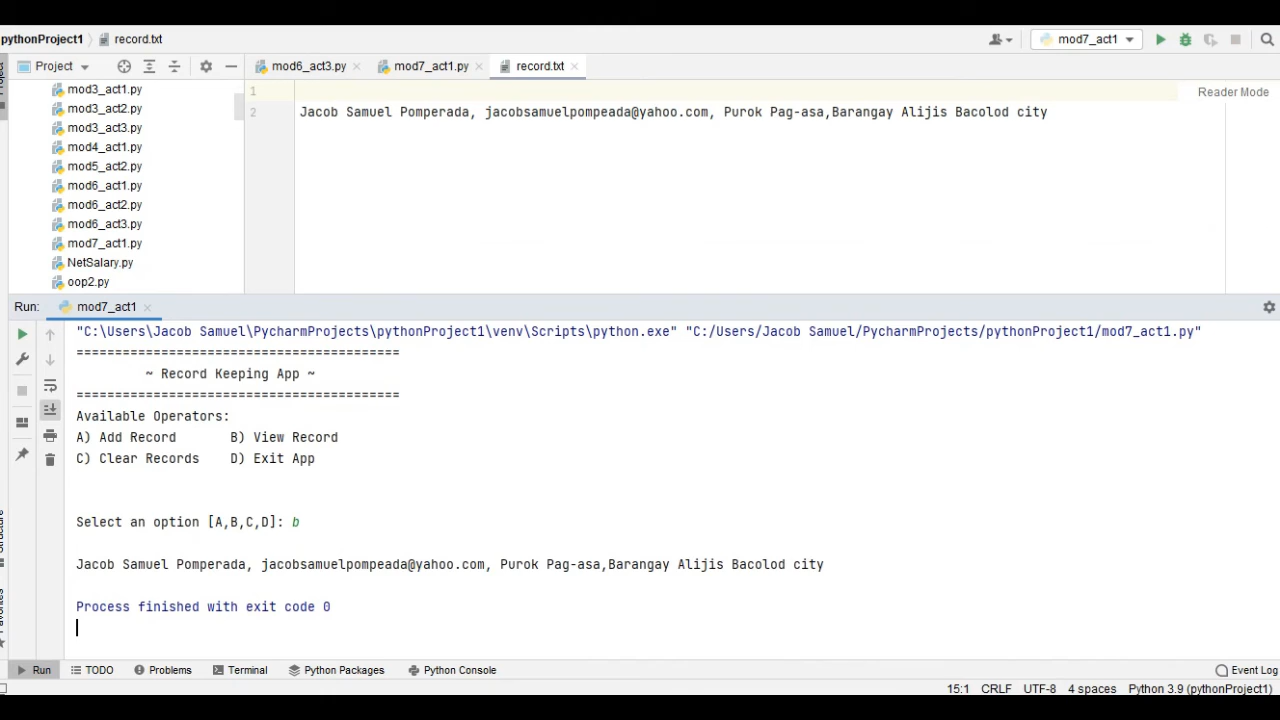 pythonProject1 〉 record.txt
mod7_act1
Project
mod6_act3.py
mod7_act1.py
record.txt
Project
mod3_act1.py
mod3_act2.py
mod3_act3.py
mod4_act1.py
mod5_act2.py
mod6_act1.py
mod6_act2.py
mod6_act3.py
mod7_act1.py
NetSalary.py
oop2.py
1
2 Jacob Samuel Pomperada, jacobsamuelpompeada@yahoo.com, Purok Pag-asa,Barangay Alijis Bacolod city
Reader Mode
Run: mod7_act1
"C:\Users\Jacob Samuel\PycharmProjects\pythonProject1\venv\Scripts\python.exe" "C:/Users/Jacob Samuel/PycharmProjects/pythonProject1/mod7_act1.py"
==========================================
~ Record Keeping App ~
==========================================
Available Operators:
A) Add Record B) View Record
C) Clear Records D) Exit App
Select an option [A,B,C,D]: b
Jacob Samuel Pomperada, jacobsamuelpompeada@yahoo.com, Purok Pag-asa,Barangay Alijis Bacolod city
Process finished with exit code 0
Structure
Favorites
Run TODO Problems Terminal Python Packages Python Console Event Log
15:1 CRLF UTF-8 4 spaces Python 3.9 (pythonProject1)